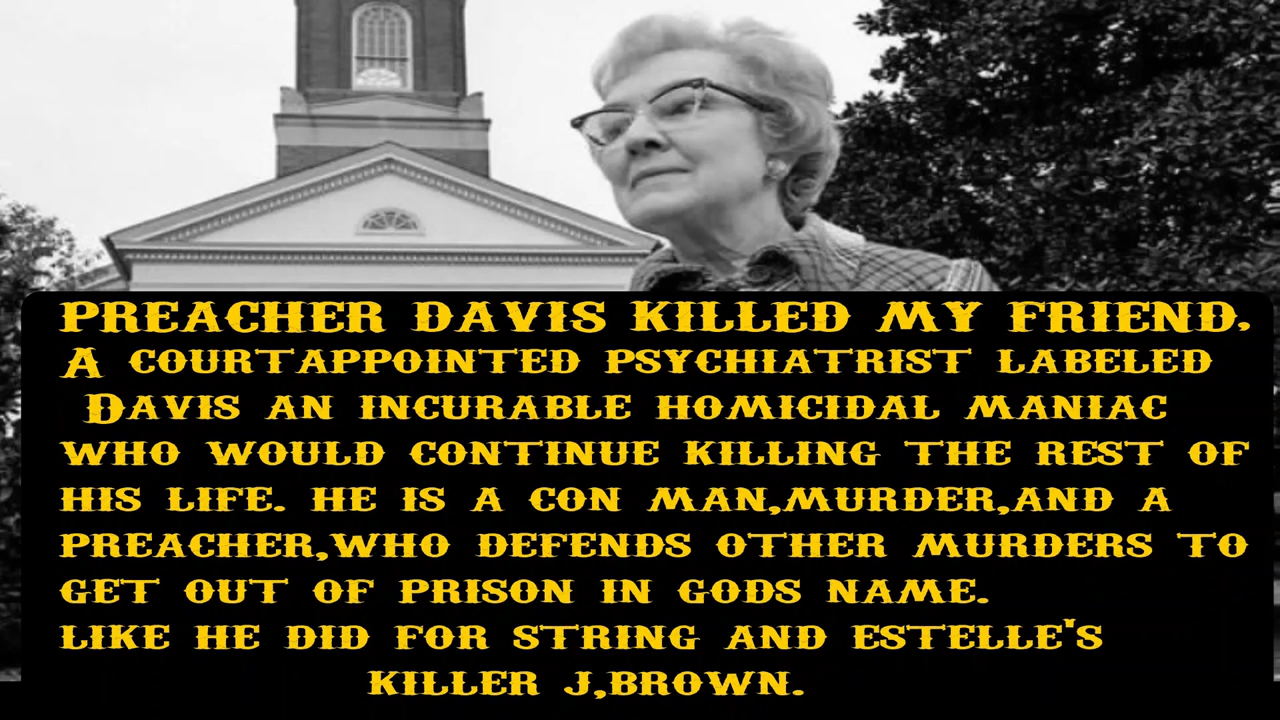 PREACHER DAVIS KILLED MY FRIEND,
A COURTAPPOINTED PSYCHIATRIST LABELED
DAVIS AN INCURABLE HOMICIDAL MANIAC
WHO WOULD CONTINUE KILLING THE REST OF
HIS LIFE. HE IS A CON MAN,MURDER,AND A
PREACHER,WHO DEFENDS OTHER MURDERS TO
GET OUT OF PRISON IN GODS NAME.
LIKE HE DID FOR STRING AND ESTELLE'S
KILLER J,BROWN.